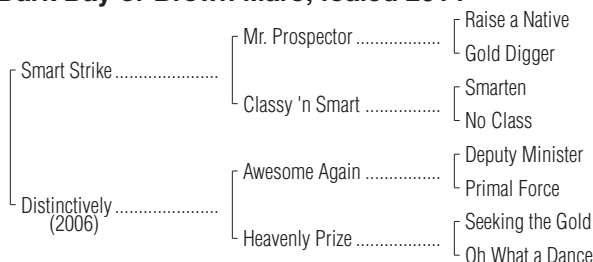 Dark Bay or Brown Mare; foaled 2011
Raise a Native
Mr. Prospector ..................
Gold Digger
Smart Strike ......................
Smarten
Classy 'n Smart ................
No Class
Deputy Minister
Awesome Again ................
Primal Force
Distinctively ......................
(2006)
Seeking the Gold
Heavenly Prize ..................
Oh What a Dance